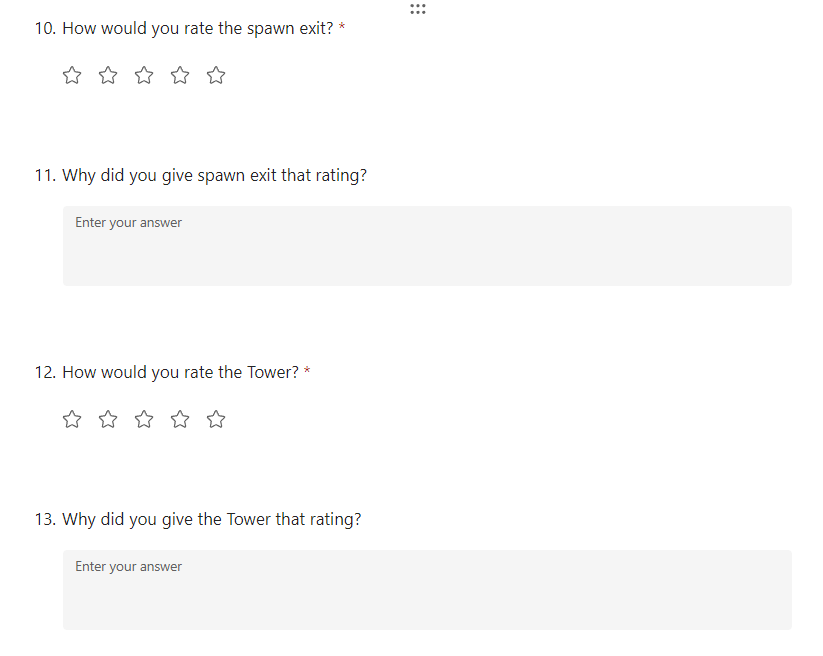 10. How would you rate the spawn exit? *
11. Why did you give spawn exit that rating?
Enter your answer
12. How would you rate the Tower? *
13. Why did you give the Tower that rating?
Enter your answer